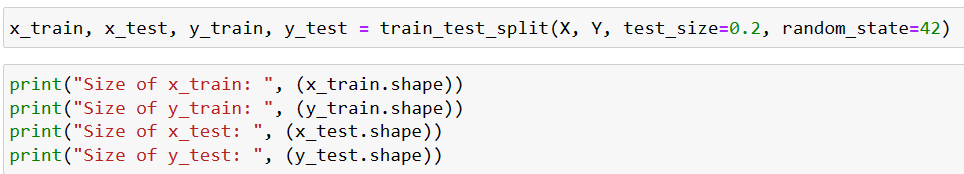 x_train, x_test, y_train, y_test = train_test_split(X, Y, test_size=0.2, random_state=42)
print("Size of x_train: ", (x_train.shape))
print("Size of y_train: ", (y_train.shape))
print("Size of x_test: ", (x_test.shape))
print("Size of y_test: ", (y_test.shape))